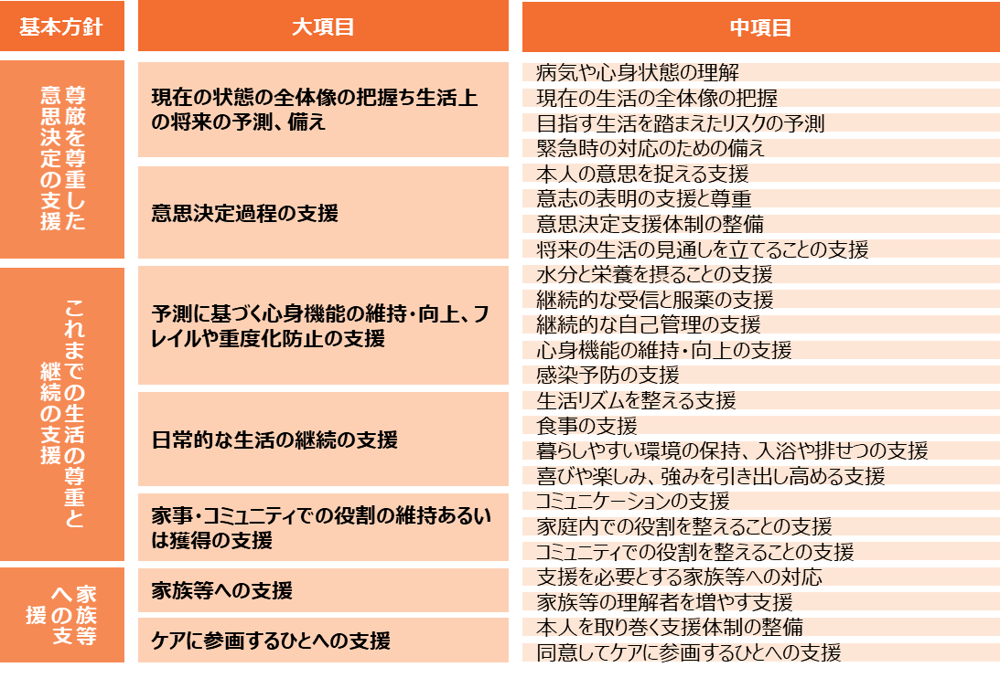 基本方針
大項目
中項目
尊厳を尊重した
意思決定の支援
現在の状態の全体像の把握ち生活上
の将来の予測、備え
病気や心身状態の理解
現在の生活の全体像の把握
目指す生活を踏まえたリスクの予測
緊急時の対応のための備え
意思決定過程の支援
本人の意思を捉える支援
意志の表明の支援と尊重
意思決定支援体制の整備
将来の生活の見通しを立てることの支援
これまでの生活の尊重と
継続の支援
予測に基づく心身機能の維持・向上、フ
レイルや重度化防止の支援
水分と栄養を摂ることの支援
継続的な受信と服薬の支援
継続的な自己管理の支援
心身機能の維持・向上の支援
感染予防の支援
日常的な生活の継続の支援
生活リズムを整える支援
食事の支援
暮らしやすい環境の保持、入浴や排せつの支援
喜びや楽しみ、強みを引き出し高める支援
家事・コミュニティでの役割の維持あるい
は獲得の支援
コミュニケーションの支援
家庭内での役割を整えることの支援
コミュニティでの役割を整えることの支援
家族等
への支
援
家族等への支援
支援を必要とする家族等への対応
家族等の理解者を増やす支援
ケアに参画するひとへの支援
本人を取り巻く支援体制の整備
同意してケアに参画するひとへの支援